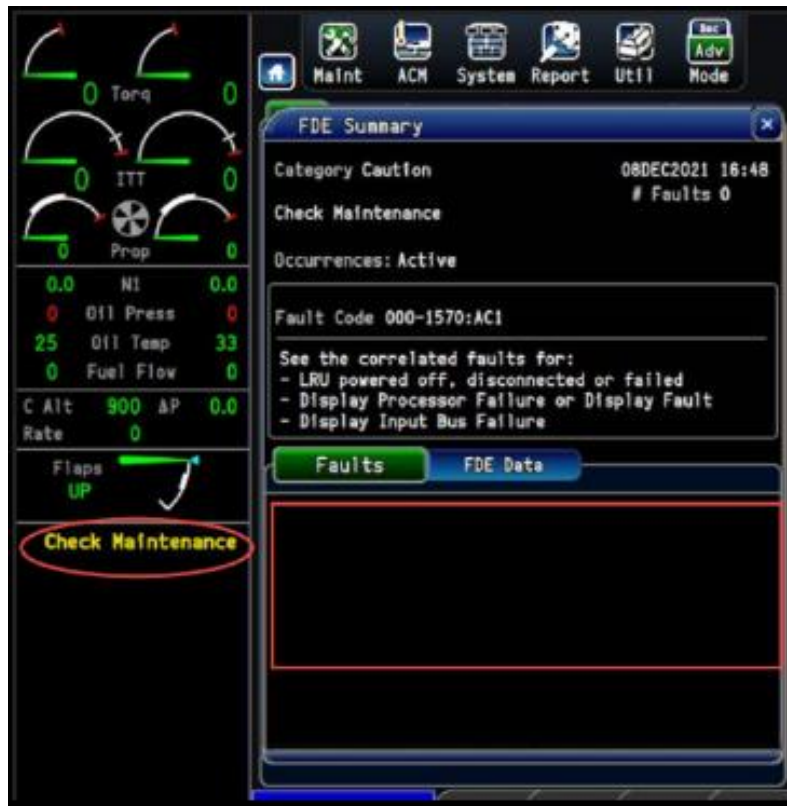 Maint ACM System Report Util Mode
Sec
Adv
0 Torq 0
0 ITT 0
0 Prop 0
0.0 N1 0.0
0 Oil Press 0
25 Oil Temp 33
0 Fuel Flow 0
C Alt 900 ΔP 0.0
Rate 0
Flaps
UP
Check Maintenance
FDE Summary
Category Caution 08DEC2021 16:48
# Faults 0
Check Maintenance
Occurrences: Active
Fault Code 000-1570:AC1
See the correlated faults for:
- LRU powered off, disconnected or failed
- Display Processor Failure or Display Fault
- Display Input Bus Failure
Faults FDE Data